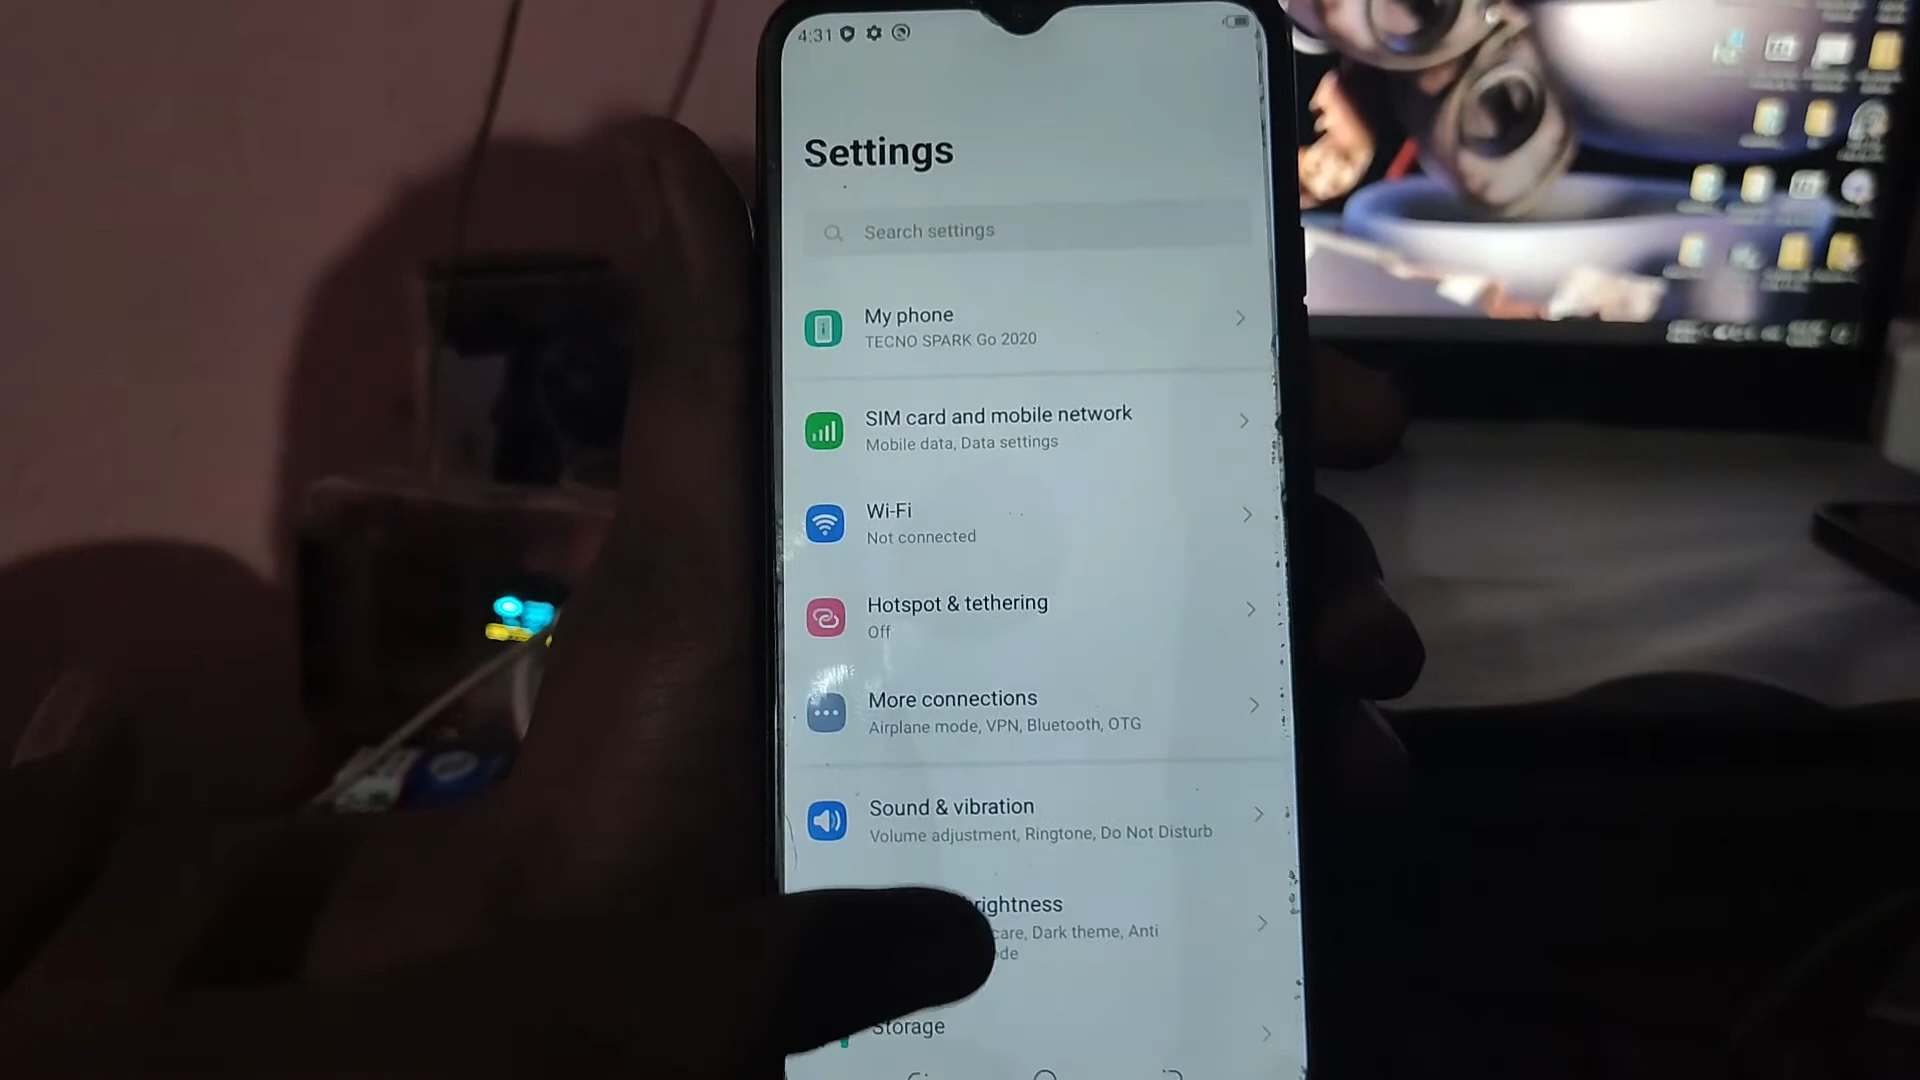 4:31
Settings
Search settings
My phone
TECNO SPARK Go 2020
SIM card and mobile network
Mobile data, Data settings
Wi-Fi
Not connected
Hotspot & tethering
Off
More connections
Airplane mode, VPN, Bluetooth, OTG
Sound & vibration
Volume adjustment, Ringtone, Do Not Disturb
rightness
care, Dark theme, Anti
ode
Storage